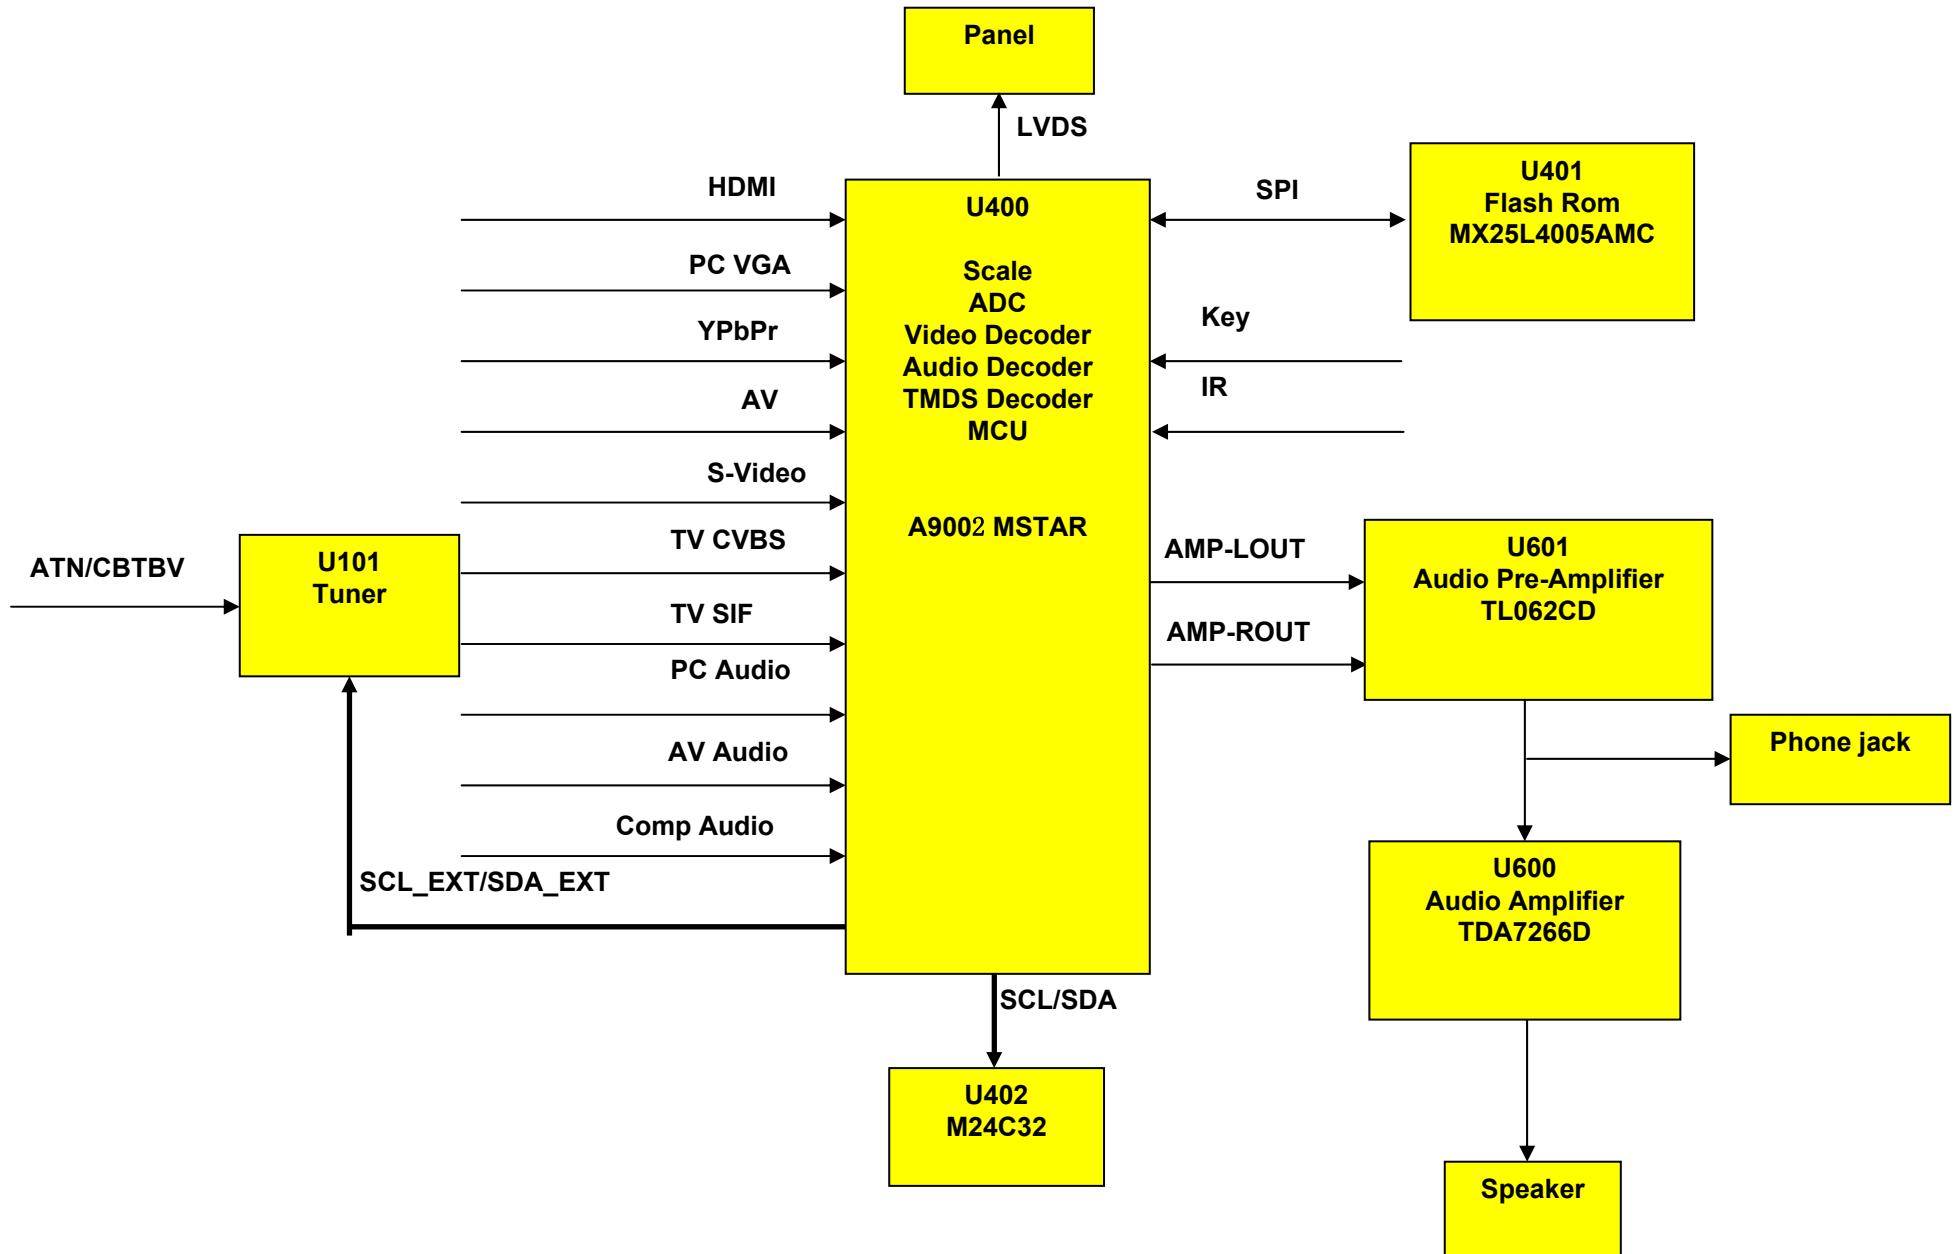 Panel
LVDS
HDMI
PC VGA
YPbPr
AV
S-Video
TV CVBS
TV SIF
PC Audio
AV Audio
Comp Audio
SCL_EXT/SDA_EXT
ATN/CBTBV
U101
Tuner
U400
Scale
ADC
Video Decoder
Audio Decoder
TMDS Decoder
MCU
A9002 MSTAR
SCL/SDA
U402
M24C32
SPI
Key
IR
U401
Flash Rom
MX25L4005AMC
AMP-LOUT
AMP-ROUT
U601
Audio Pre-Amplifier
TL062CD
Phone jack
U600
Audio Amplifier
TDA7266D
Speaker